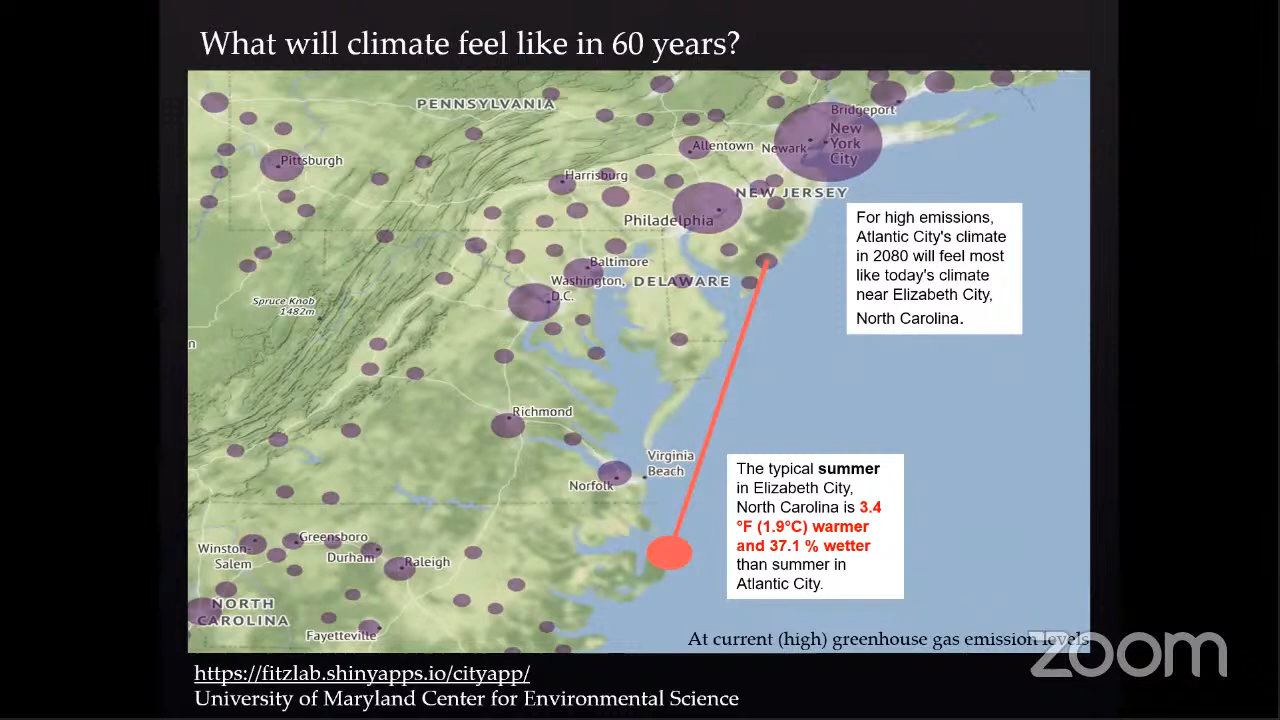 What will climate feel like in 60 years?
PENNSYLVANIA
Bridgeport
New
York
City
Newark
Allentown
Pittsburgh
Harrisburg
NEW JERSEY
Philadelphia
For high emissions,
Atlantic City's climate
in 2080 will feel most
like today's climate
near Elizabeth City,
North Carolina.
Baltimore
Washington,
D.C.
DELAWARE
Spruce Knob
1482m
n
Richmond
Virginia
Beach
Norfolk
The typical summer
in Elizabeth City,
North Carolina is 3.4
°F (1.9°C) warmer
and 37.1 % wetter
than summer in
Atlantic City.
Greensboro
Winston-
Salem
Durham
Raleigh
NORTH
CAROLINA
Fayetteville
At current (high) greenhouse gas emission levels
zoom
https://fitzlab.shinyapps.io/cityapp/
University of Maryland Center for Environmental Science